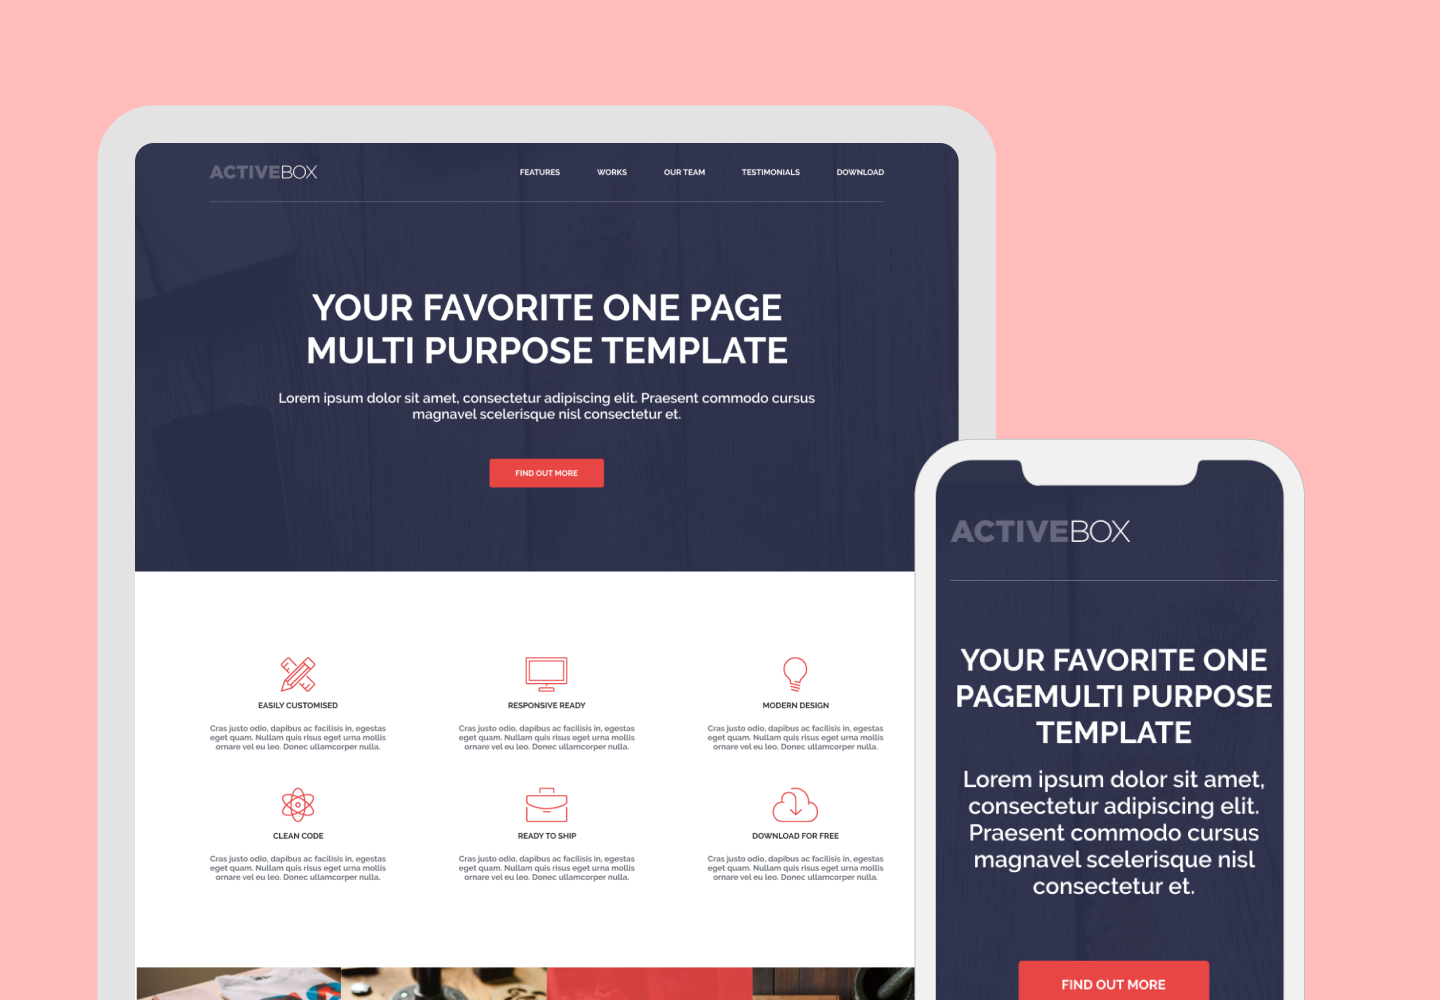 ACTIVEBOX
FEATURES WORKS OUR TEAM TESTIMONIALS DOWNLOAD
YOUR FAVORITE ONE PAGE
MULTI PURPOSE TEMPLATE
Lorem ipsum dolor sit amet, consectetur adipiscing elit. Praesent commodo cursus
magnavel scelerisque nisl consectetur et.
FIND OUT MORE
EASILY CUSTOMISED
Cras justo odio, dapibus ac facilisis in, egestas
eget quam. Nullam quis risus eget urna mollis
ornare vel eu leo. Donec ullamcorper nulla.
RESPONSIVE READY
Cras justo odio, dapibus ac facilisis in, egestas
eget quam. Nullam quis risus eget urna mollis
ornare vel eu leo. Donec ullamcorper nulla.
MODERN DESIGN
Cras justo odio, dapibus ac facilisis in, egestas
eget quam. Nullam quis risus eget urna mollis
ornare vel eu leo. Donec ullamcorper nulla.
CLEAN CODE
Cras justo odio, dapibus ac facilisis in, egestas
eget quam. Nullam quis risus eget urna mollis
ornare vel eu leo. Donec ullamcorper nulla.
READY TO SHIP
Cras justo odio, dapibus ac facilisis in, egestas
eget quam. Nullam quis risus eget urna mollis
ornare vel eu leo. Donec ullamcorper nulla.
DOWNLOAD FOR FREE
Cras justo odio, dapibus ac facilisis in, egestas
eget quam. Nullam quis risus eget urna mollis
ornare vel eu leo. Donec ullamcorper nulla.
ACTIVEBOX
YOUR FAVORITE ONE
PAGEMULTI PURPOSE
TEMPLATE
Lorem ipsum dolor sit amet,
consectetur adipiscing elit.
Praesent commodo cursus
magnavel scelerisque nisl
consectetur et.
FIND OUT MORE